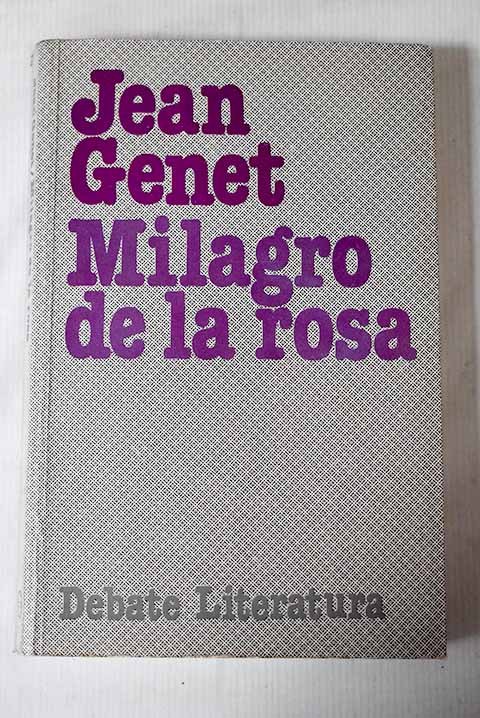 Jean
Genet
Milagro
de la rosa
Debate Literatura